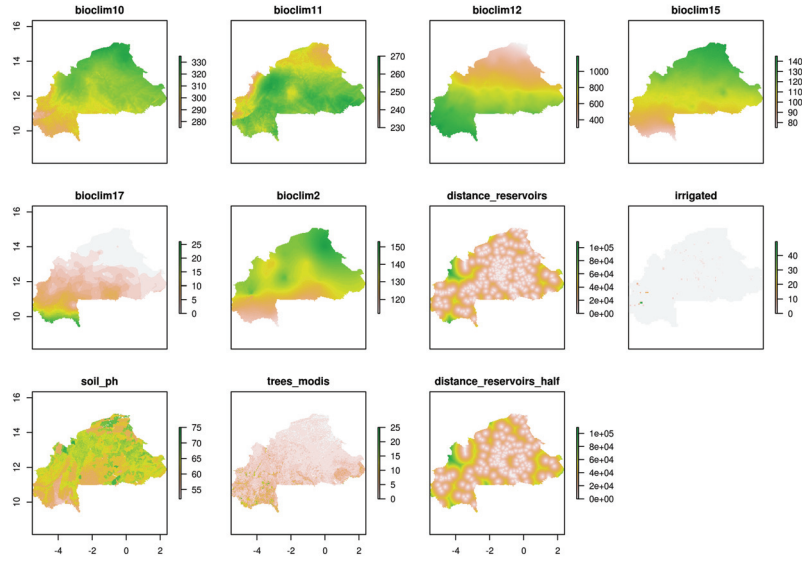 bioclim10
bioclim11
bioclim12
bioclim15
16
14
12
10
330
320
310
300
290
280
270
260
250
240
230
1000
800
600
400
140
130
120
110
100
90
80
bioclim17
bioclim2
distance_reservoirs
irrigated
16
14
12
10
25
20
15
10
5
0
150
140
130
120
1e+05
8e+04
6e+04
4e+04
2e+04
0e+00
40
30
20
10
0
soil_ph
trees_modis
distance_reservoirs_half
16
14
12
10
75
70
65
60
55
25
20
15
10
5
0
1e+05
8e+04
6e+04
4e+04
2e+04
0e+00
-4 -2 0 2
-4 -2 0 2
-4 -2 0 2